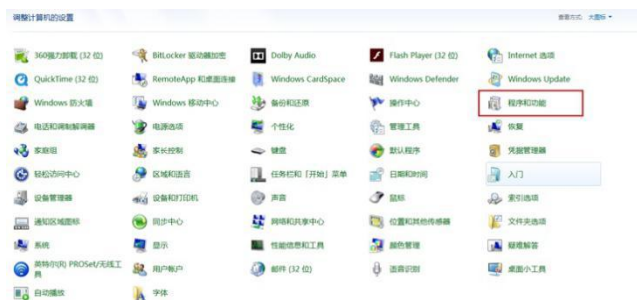 调整计算机的设置 查看方式: 大图标
360强力卸载 (32 位) BitLocker 驱动器加密 Dolby Audio Flash Player (32 位) Internet 选项
QuickTime (32 位) RemoteApp 和桌面连接 Windows CardSpace Windows Defender Windows Update
Windows 防火墙 Windows 移动中心 备份和还原 操作中心 程序和功能
电话和调制解调器 电源选项 个性化 管理工具 恢复
家庭组 家长控制 键盘 默认程序 凭据管理器
轻松访问中心 区域和语言 任务栏和「开始」菜单 日期和时间 入门
设备管理器 设备和打印机 声音 鼠标 索引选项
通知区域图标 同步中心 网络和共享中心 位置和其他传感器 文件夹选项
系统 显示 性能信息和工具 颜色管理 疑难解答
英特尔(R) PROSet/无线工
具 用户帐户 邮件 (32 位) 语音识别 桌面小工具
自动播放 字体